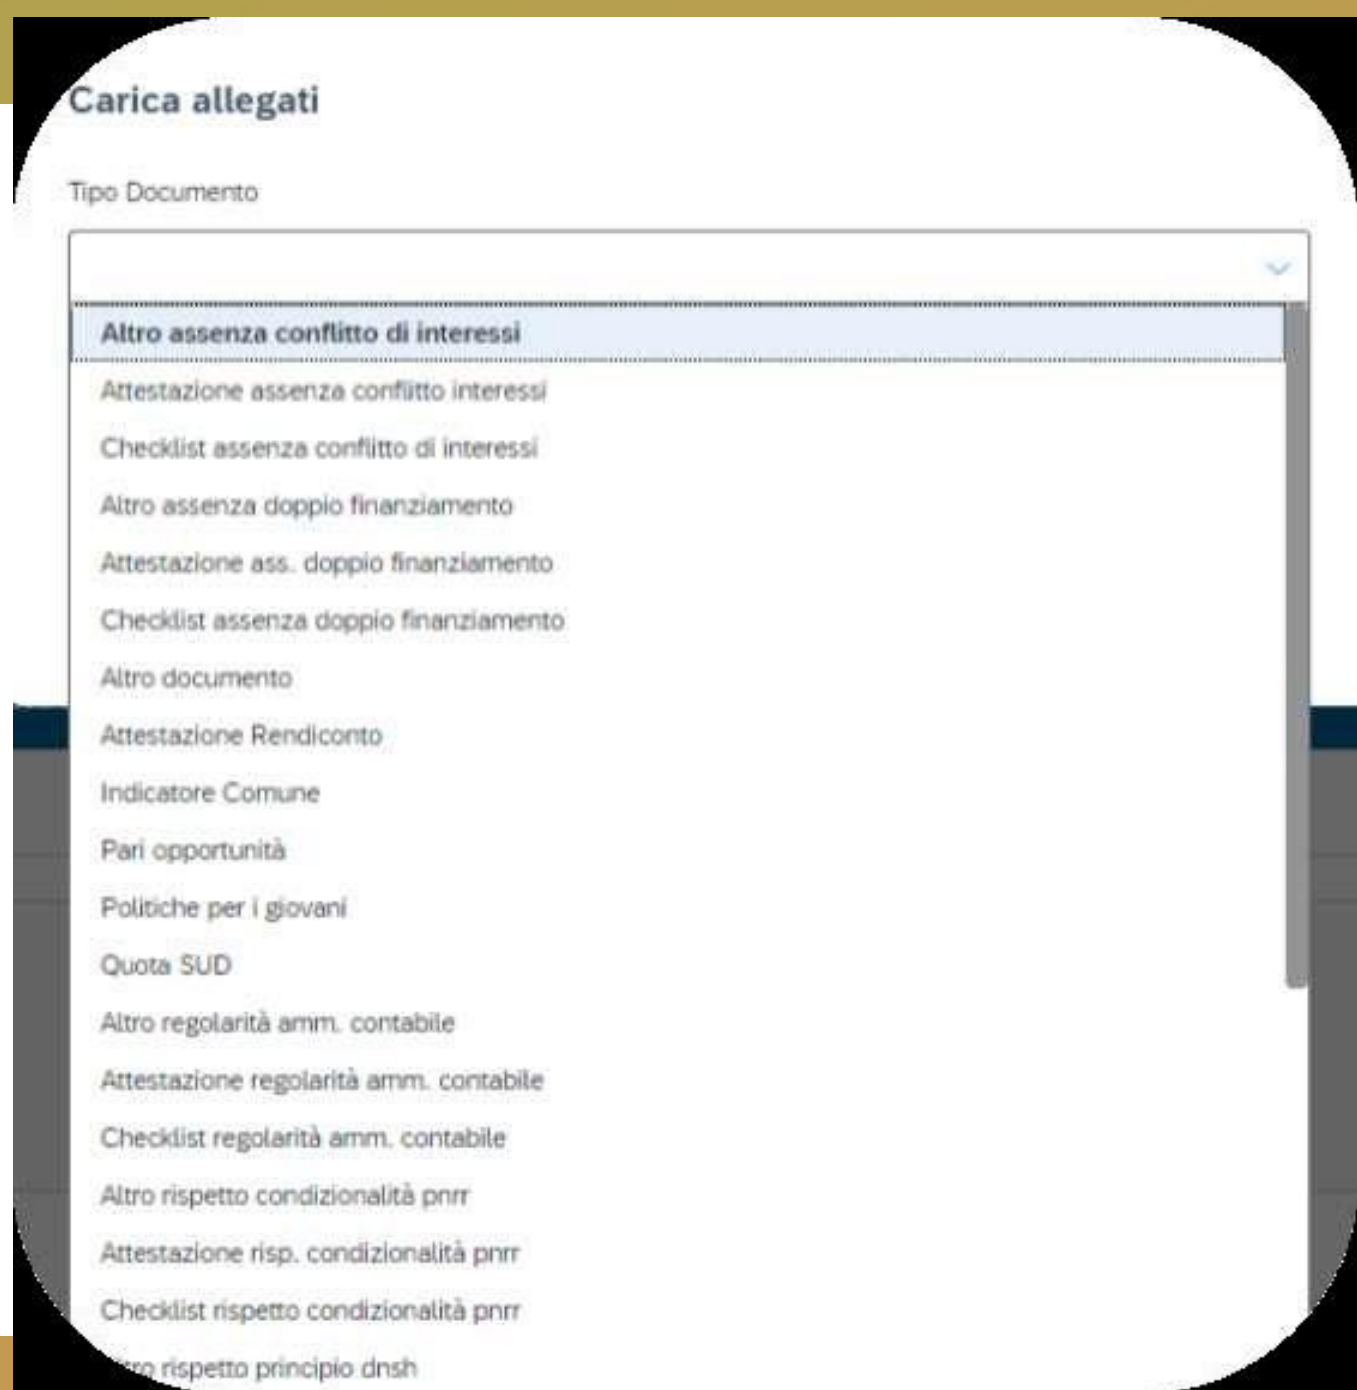 Carica allegati
Tipo Documento
Altro assenza conflitto di interessi
Attestazione assenza conflitto interessi
Checklist assenza conflitto di interessi
Altro assenza doppio finanziamento
Attestazione ass. doppio finanziamento
Checklist assenza doppio finanziamento
Altro documento
Attestazione Rendiconto
Indicatore Comune
Pari opportunità
Politiche per i giovani
Quota SUD
Altro regolarità amm. contabile
Attestazione regolarità amm. contabile
Checklist regolarità amm. contabile
Altro rispetto condizionalità pnrr
Attestazione risp. condizionalità pnrr
Checklist rispetto condizionalità pnrr
rispetto principio dnsh